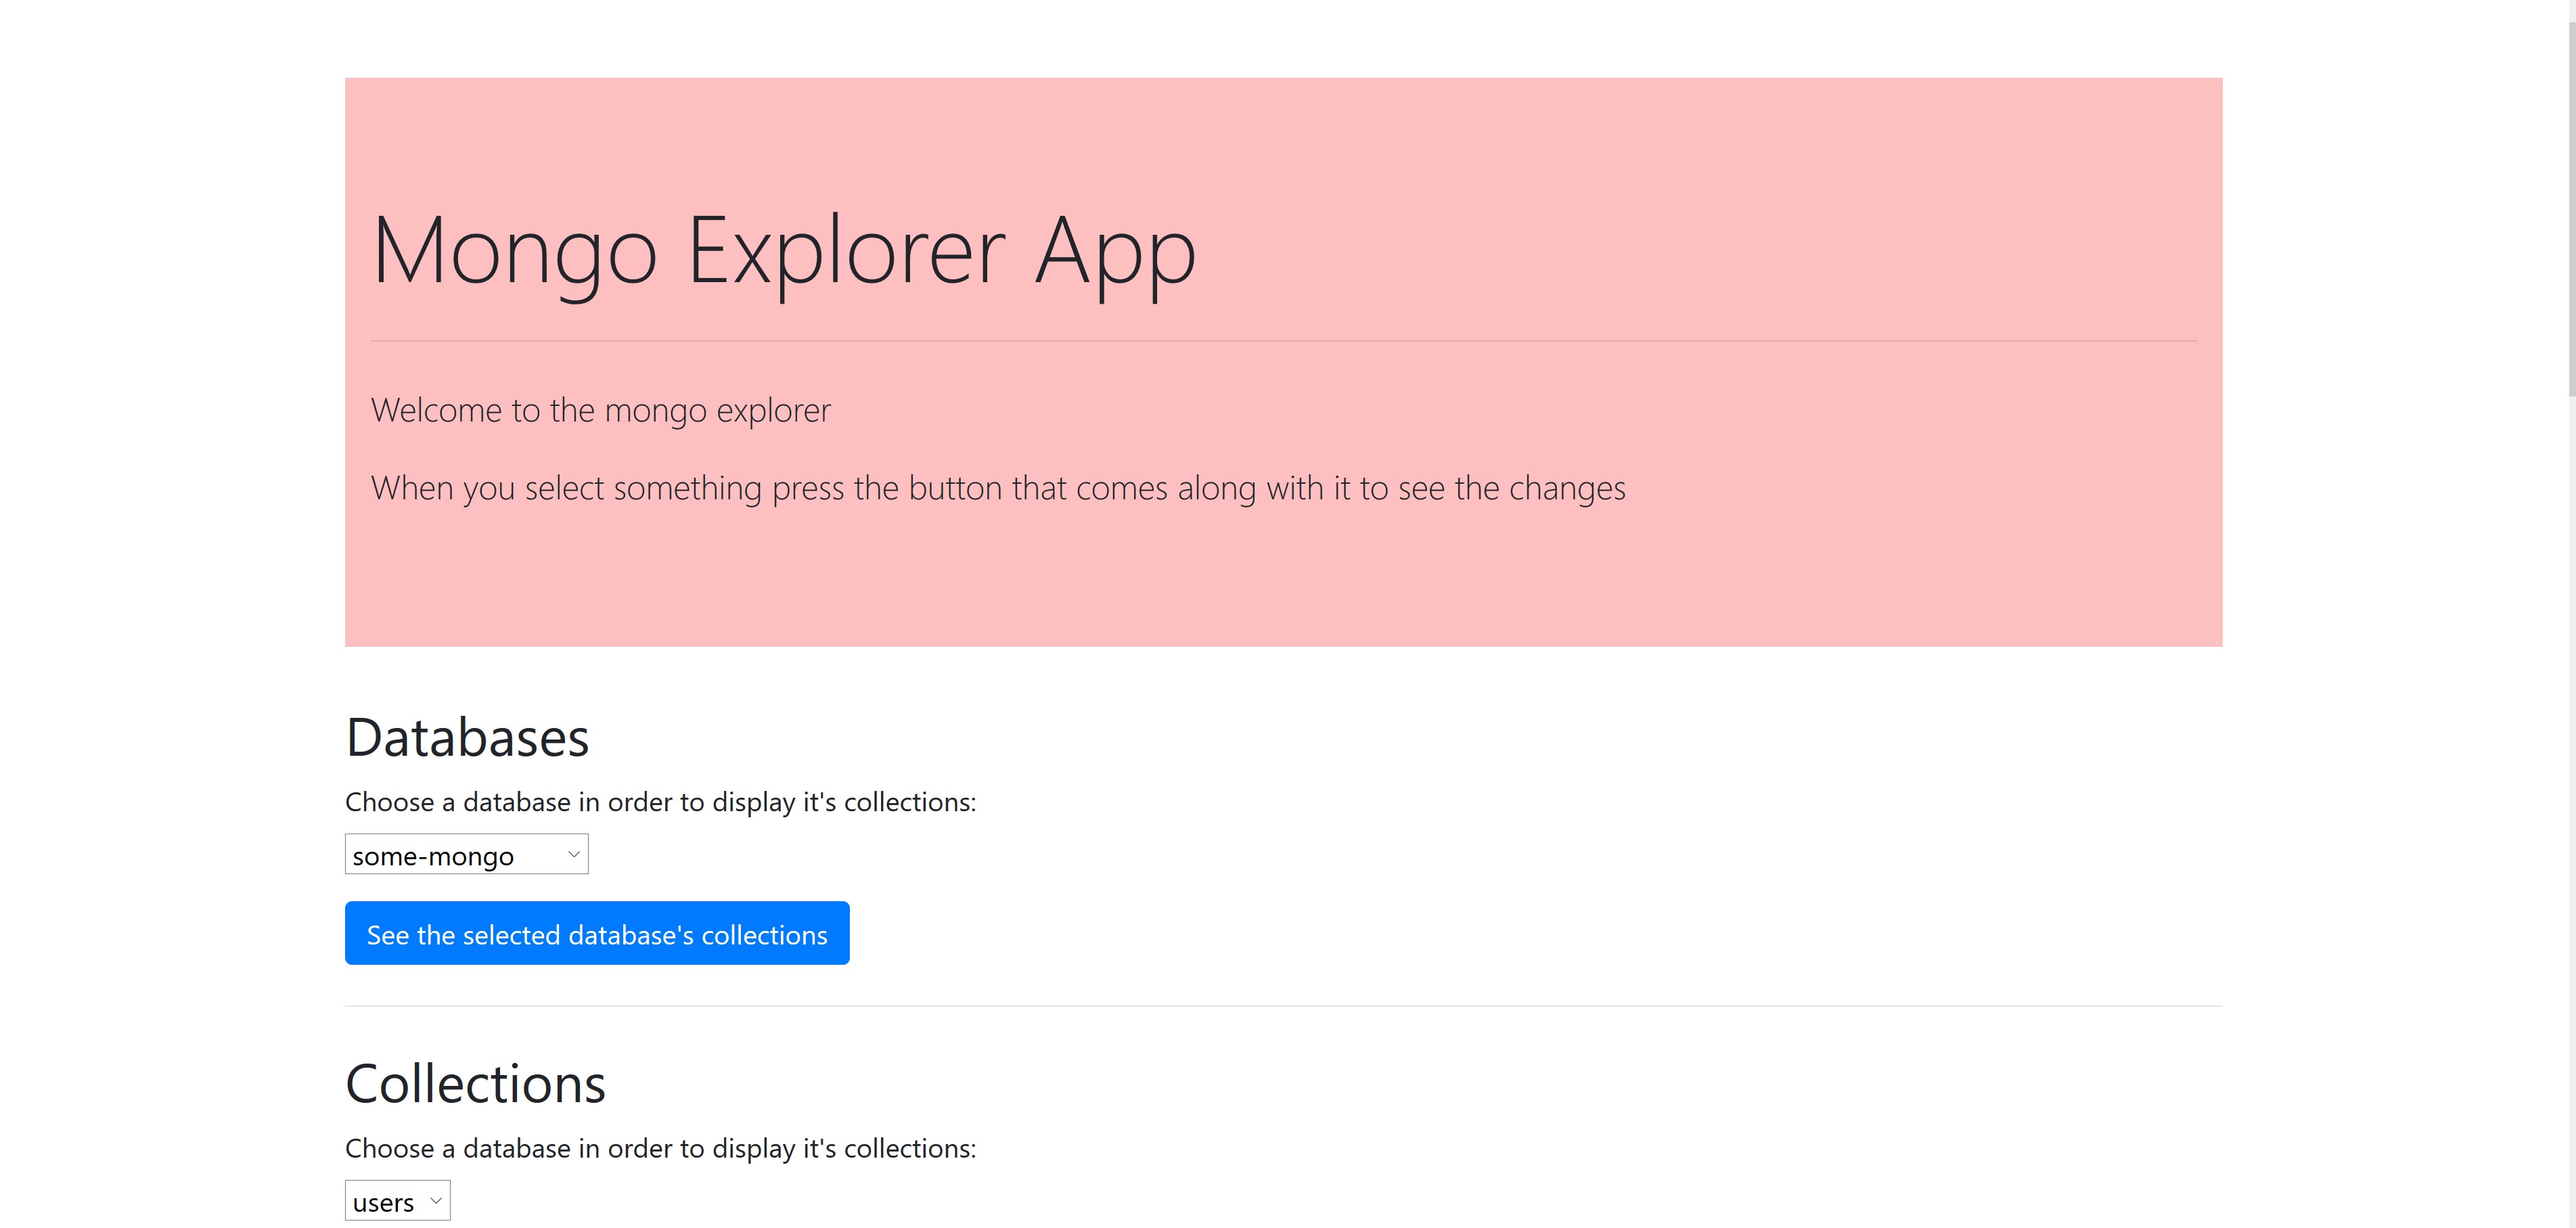 Mongo Explorer App
Welcome to the mongo explorer
When you select something press the button that comes along with it to see the changes
Databases
Choose a database in order to display it's collections:
some-mongo
See the selected database's collections
Collections
Choose a database in order to display it's collections:
users